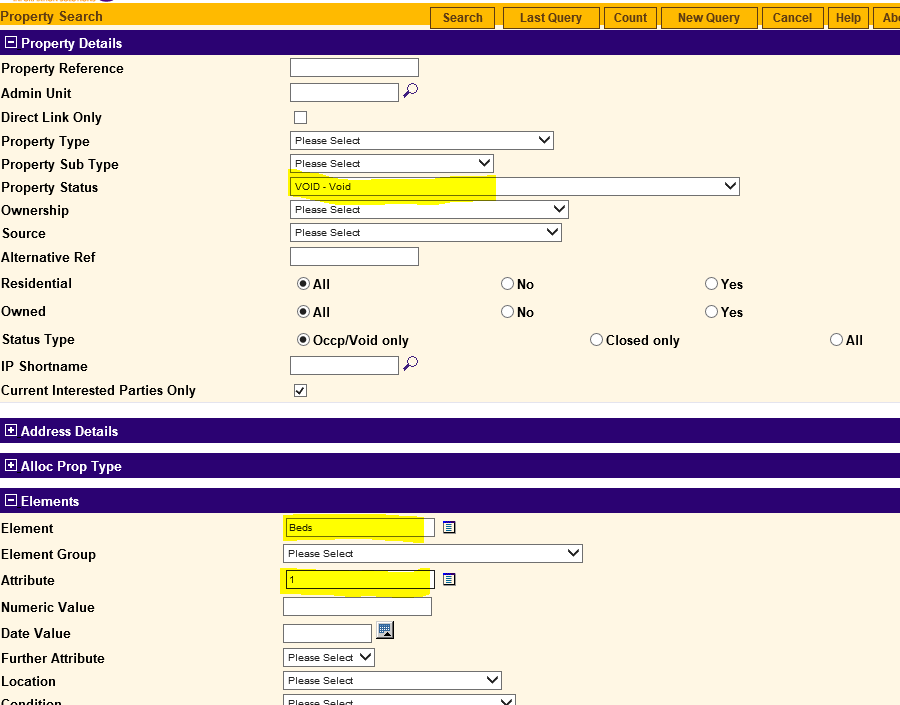 Property Search Search Last Query Count New Query Cancel Help
Property Details
Property Reference
Admin Unit
Direct Link Only
Property Type Please Select
Property Sub Type Please Select
Property Status VOID - Void
Ownership Please Select
Source Please Select
Alternative Ref
Residential All No Yes
Owned All No Yes
Status Type Occp/Void only Closed only All
IP Shortname
Current Interested Parties Only
Address Details
Alloc Prop Type
Elements
Element Beds
Element Group Please Select
Attribute 1
Numeric Value
Date Value
Further Attribute Please Select
Location Please Select
Condition Please Select